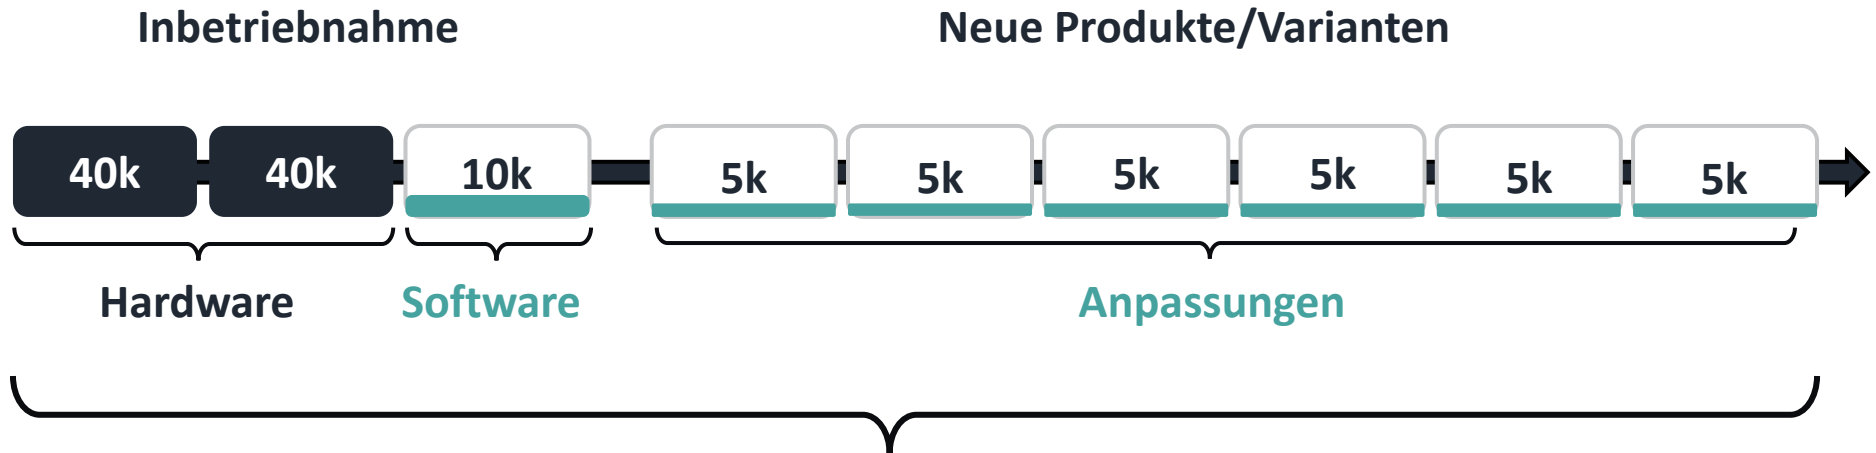 Inbetriebnahme
Neue Produkte/Varianten
40k
40k
10k
5k
5k
5k
5k
5k
5k
Hardware
Software
Anpassungen